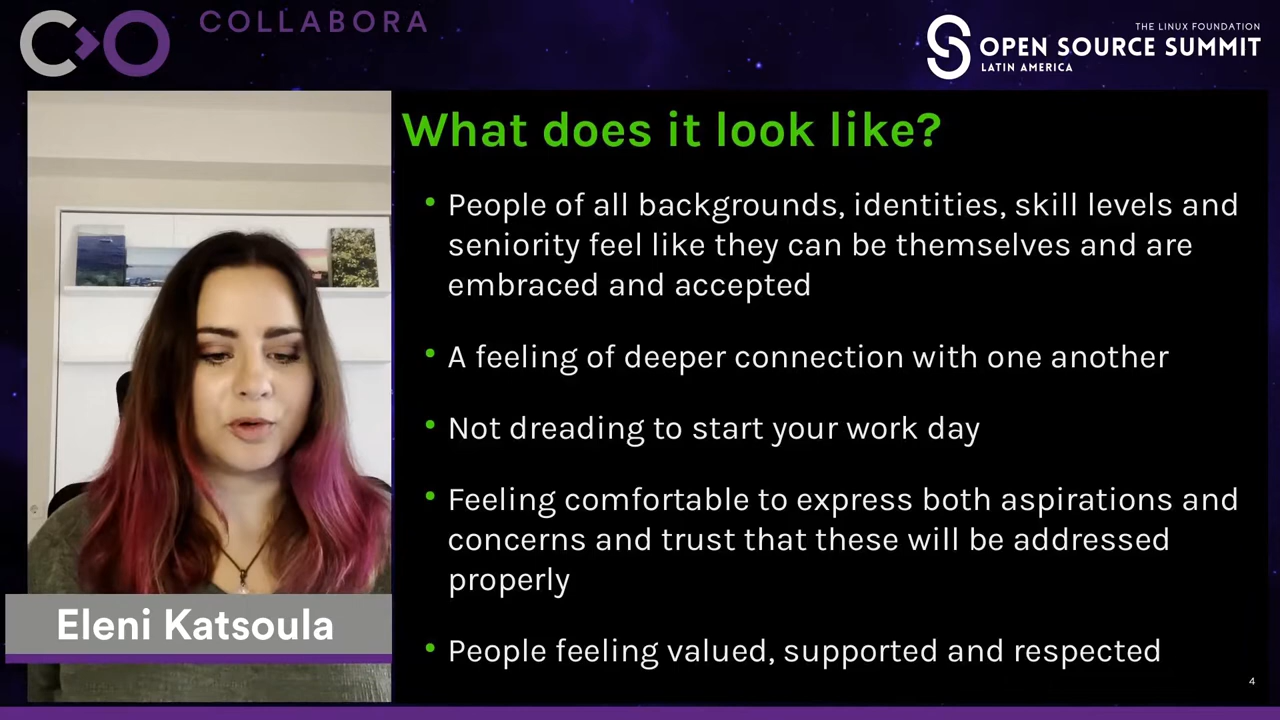 COLLABORA
THE LINUX FOUNDATION
OPEN SOURCE SUMMIT
LATIN AMERICA
What does it look like?
• People of all backgrounds, identities, skill levels and
seniority feel like they can be themselves and are
embraced and accepted
• A feeling of deeper connection with one another
• Not dreading to start your work day
• Feeling comfortable to express both aspirations and
concerns and trust that these will be addressed
properly
• People feeling valued, supported and respected
Eleni Katsoula
4